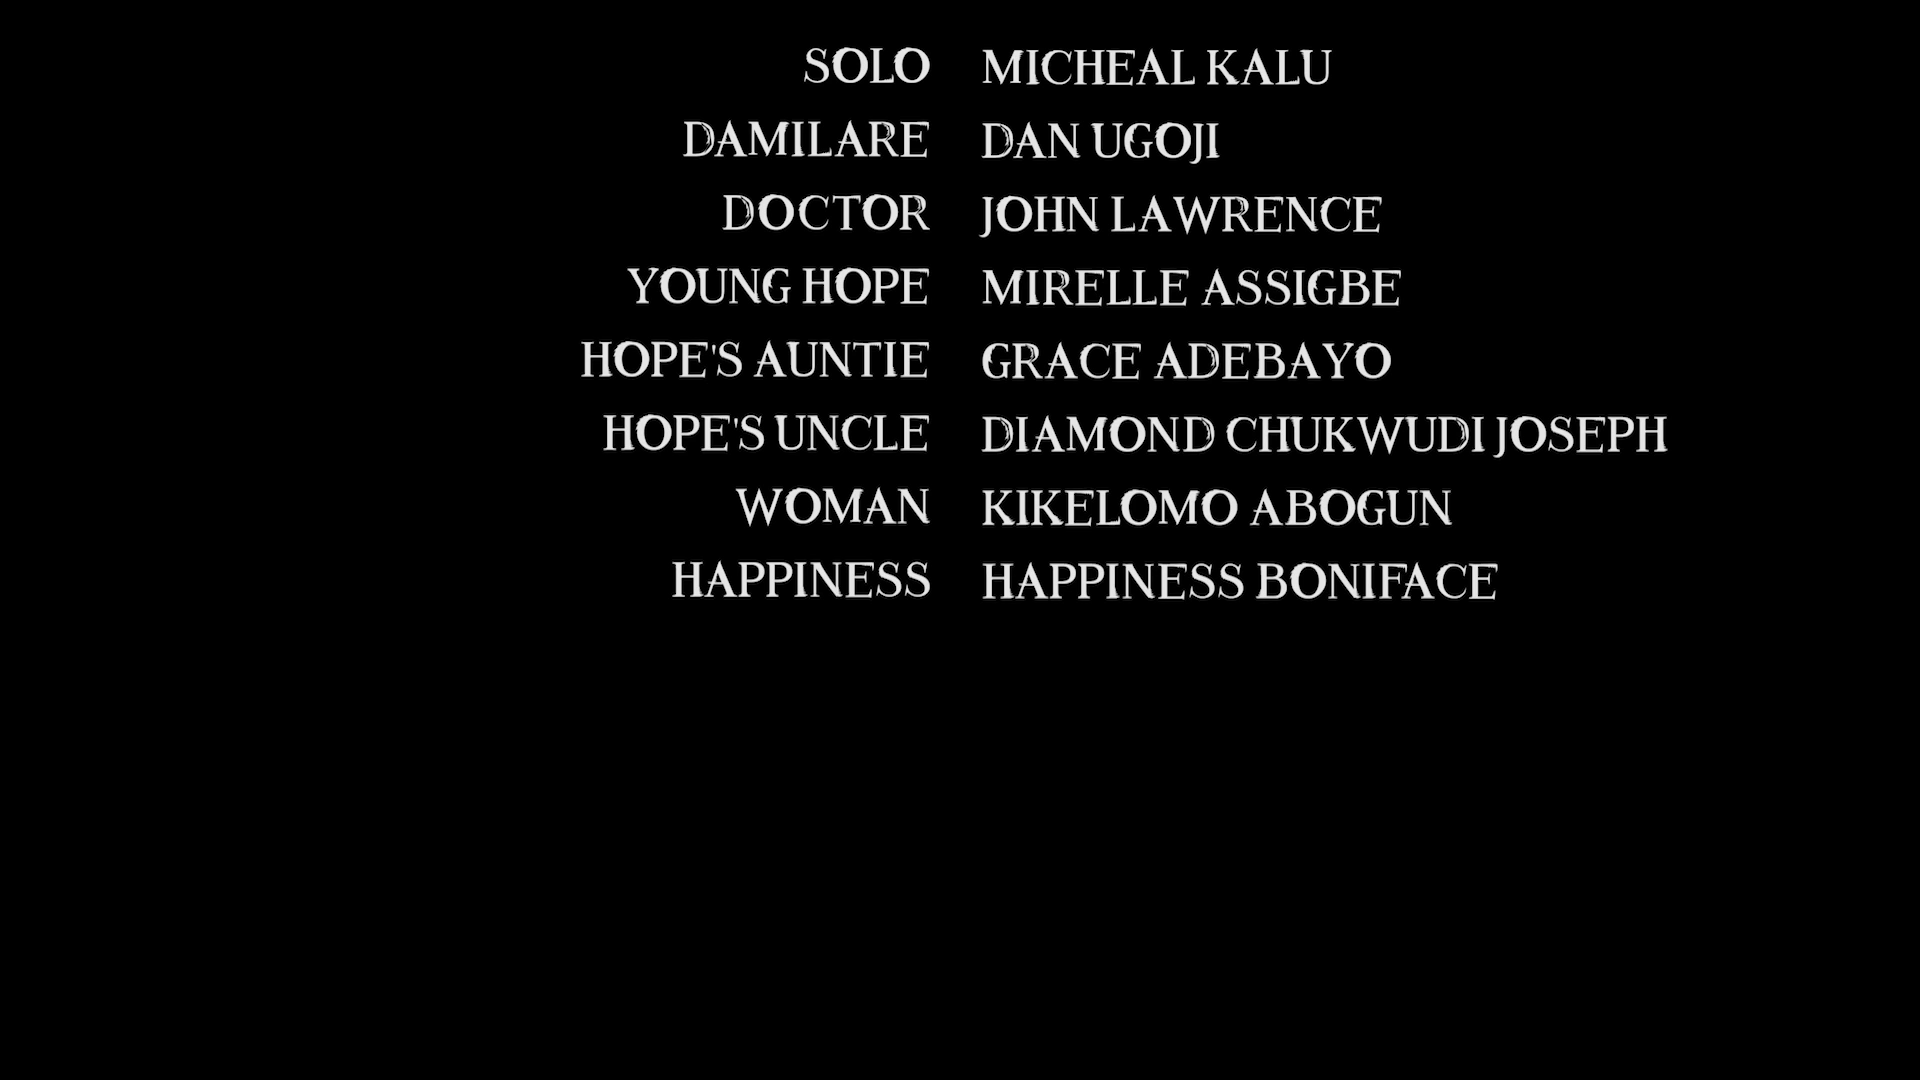 SOLO MICHEAL KALU
DAMILARE DAN UGOJI
DOCTOR JOHN LAWRENCE
YOUNG HOPE MIRELLE ASSIGBE
HOPE'S AUNTIE GRACE ADEBAYO
HOPE'S UNCLE DIAMOND CHUKWUDI JOSEPH
WOMAN KIKELOMO ABOGUN
HAPPINESS HAPPINESS BONIFACE